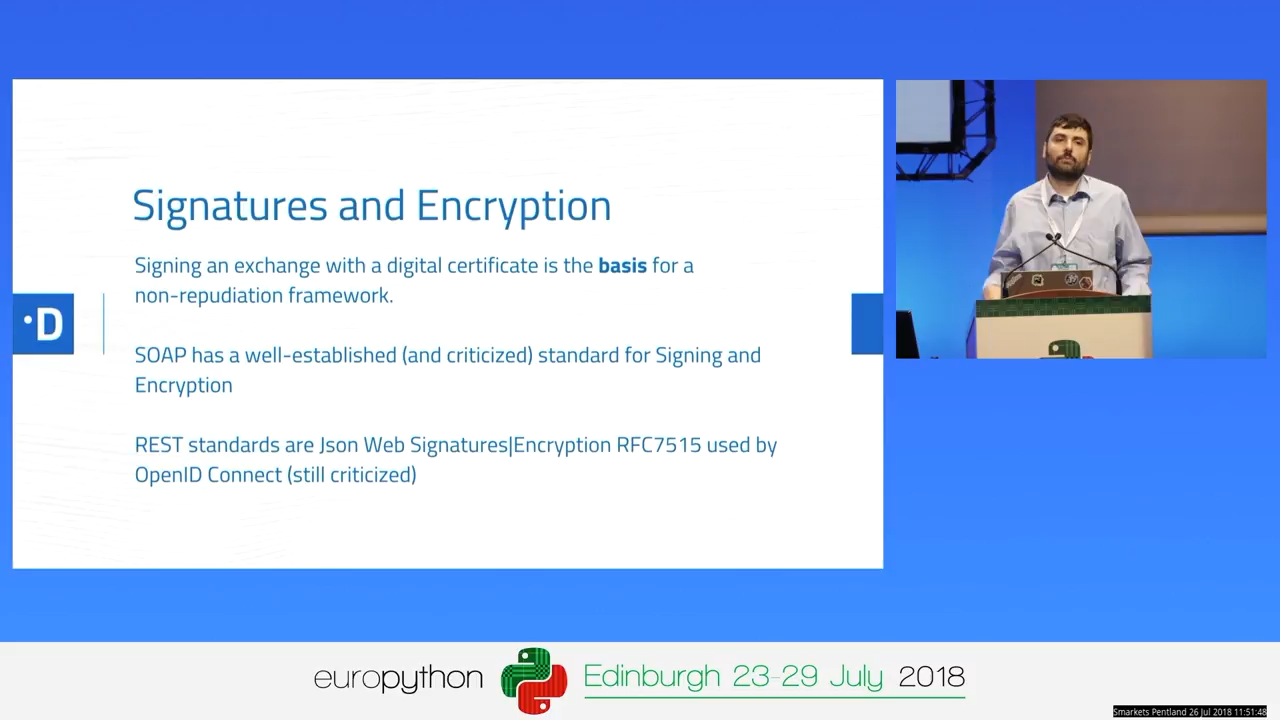 Signatures and Encryption
Signing an exchange with a digital certificate is the basis for a
non-repudiation framework.
SOAP has a well-established (and criticized) standard for Signing and
Encryption
REST standards are Json Web Signatures|Encryption RFC7515 used by
OpenID Connect (still criticized)
·D
europython
Edinburgh 23-29 July 2018
Smarkets Pentland 26 Jul 2018 11:51:48